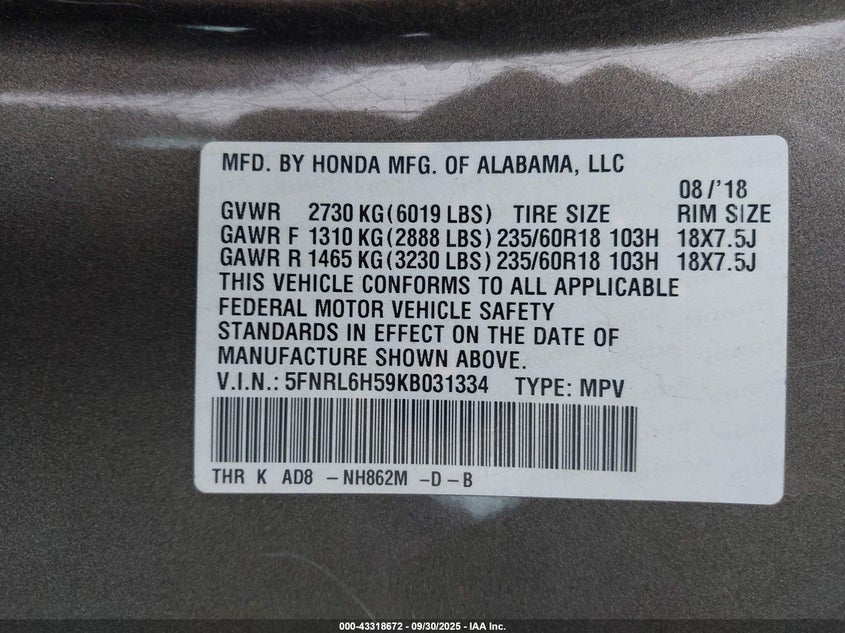 MFD. BY HONDA MFG. OF ALABAMA, LLC
08/'18
GVWR 2730 KG(6019 LBS) TIRE SIZE RIM SIZE
GAWR F 1310 KG(2888 LBS) 235/60R18 103H 18X7.5J
GAWR R 1465 KG(3230 LBS) 235/60R18 103H 18X7.5J
THIS VEHICLE CONFORMS TO ALL APPLICABLE
FEDERAL MOTOR VEHICLE SAFETY
STANDARDS IN EFFECT ON THE DATE OF
MANUFACTURE SHOWN ABOVE.
V.I.N.: 5FNRL6H59KB031334 TYPE: MPV
THR K AD8 -NH862M -D-B
000-43318672 - 09/30/2025 - IAA Inc.